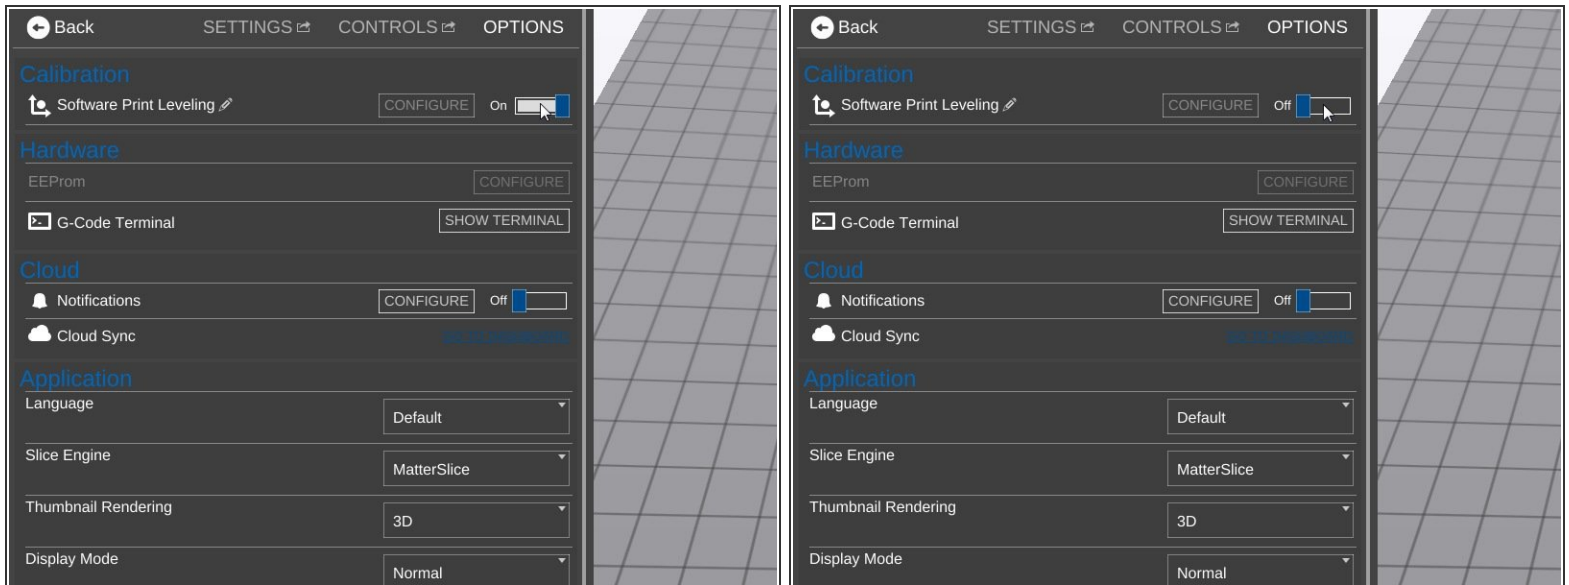 Back SETTINGS CONTROLS OPTIONS
Calibration
Software Print Leveling CONFIGURE On
Hardware
EEProm CONFIGURE
G-Code Terminal SHOW TERMINAL
Cloud
Notifications CONFIGURE Off
Cloud Sync
Application
Language Default
Slice Engine MatterSlice
Thumbnail Rendering 3D
Display Mode Normal
Back SETTINGS CONTROLS OPTIONS
Calibration
Software Print Leveling CONFIGURE Off
Hardware
EEProm CONFIGURE
G-Code Terminal SHOW TERMINAL
Cloud
Notifications CONFIGURE Off
Cloud Sync
Application
Language Default
Slice Engine MatterSlice
Thumbnail Rendering 3D
Display Mode Normal